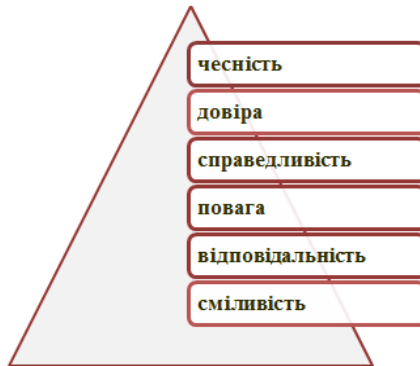 чесність
довіра
справедливість
повага
відповідальність
сміливість